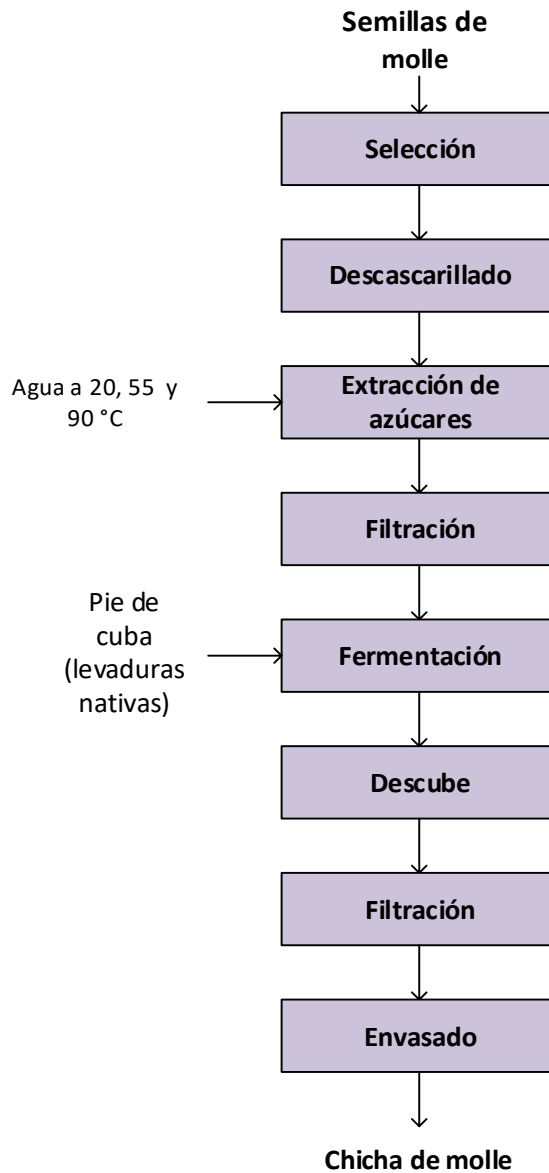 Semillas de
molle
Selección
Descascarillado
Agua a 20, 55 y
90 °C
Extracción de
azúcares
Filtración
Pie de
cuba
(levaduras
nativas)
Fermentación
Descube
Filtración
Envasado
Chicha de molle